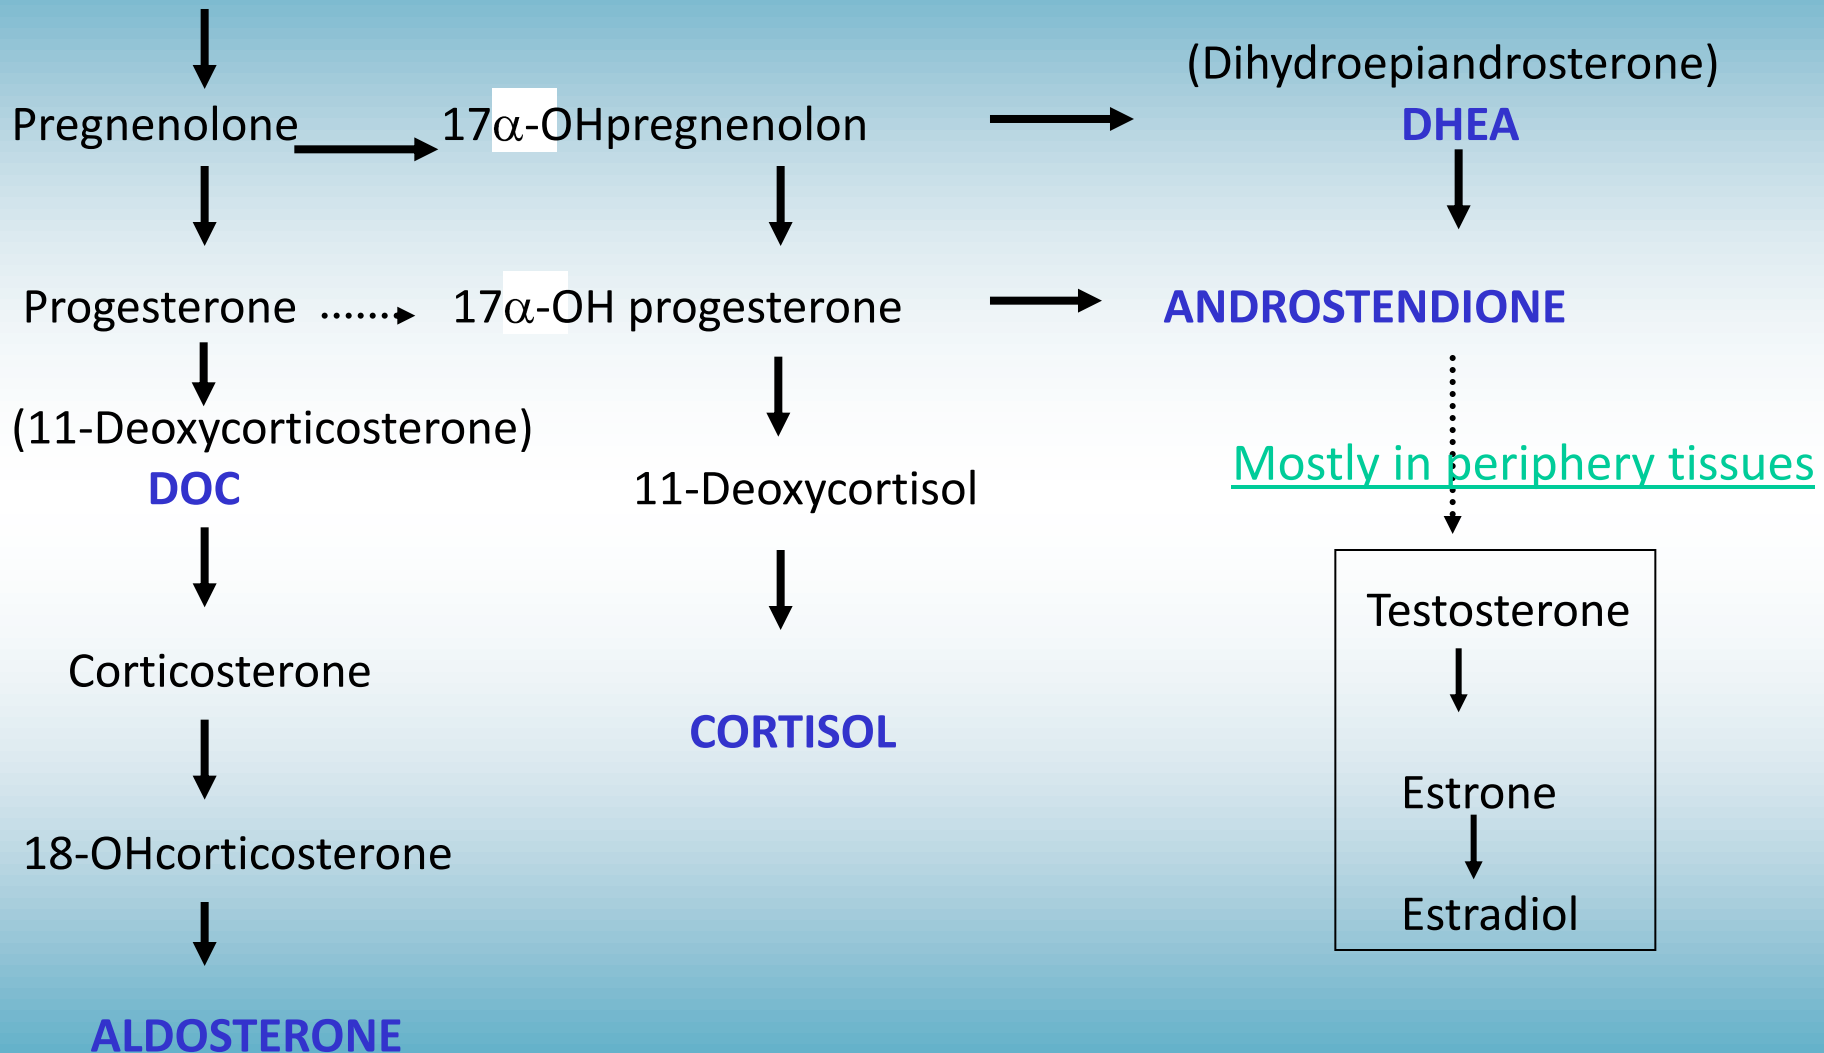 (Dihydroepiandrosterone)
Pregnenolone
17α-OHpregnenolon
DHEA
Progesterone
17α-OH progesterone
ANDROSTENDIONE
(11-Deoxycorticosterone)
DOC
11-Deoxycortisol
Mostly in periphery tissues
Testosterone
Corticosterone
CORTISOL
Estrone
18-OHcorticosterone
Estradiol
ALDOSTERONE